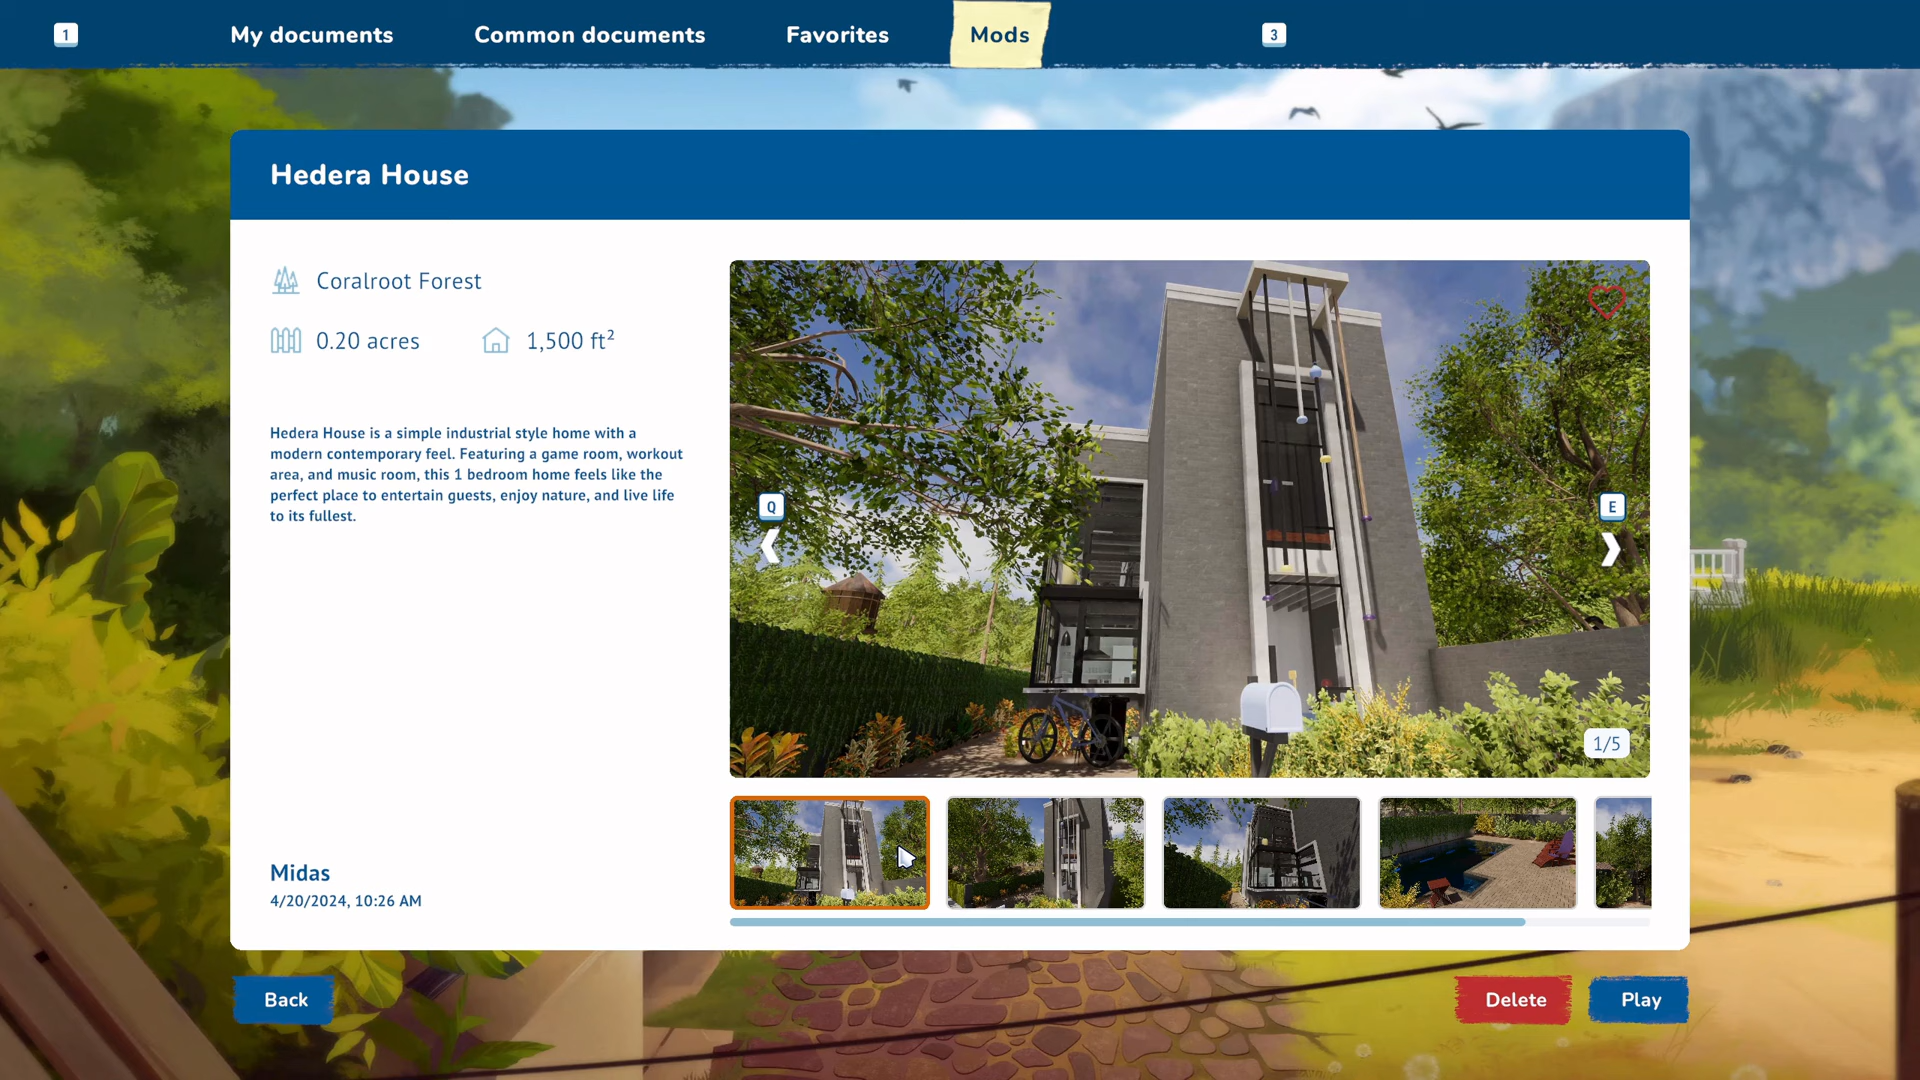 1
My documents
Common documents
Favorites
Mods
3
Hedera House
Coralroot Forest
0.20 acres
1,500 ft²
Hedera House is a simple industrial style home with a
modern contemporary feel. Featuring a game room, workout
area, and music room, this 1 bedroom home feels like the
perfect place to entertain guests, enjoy nature, and live life
to its fullest.
Q
E
1/5
Midas
4/20/2024, 10:26 AM
Back
Delete
Play